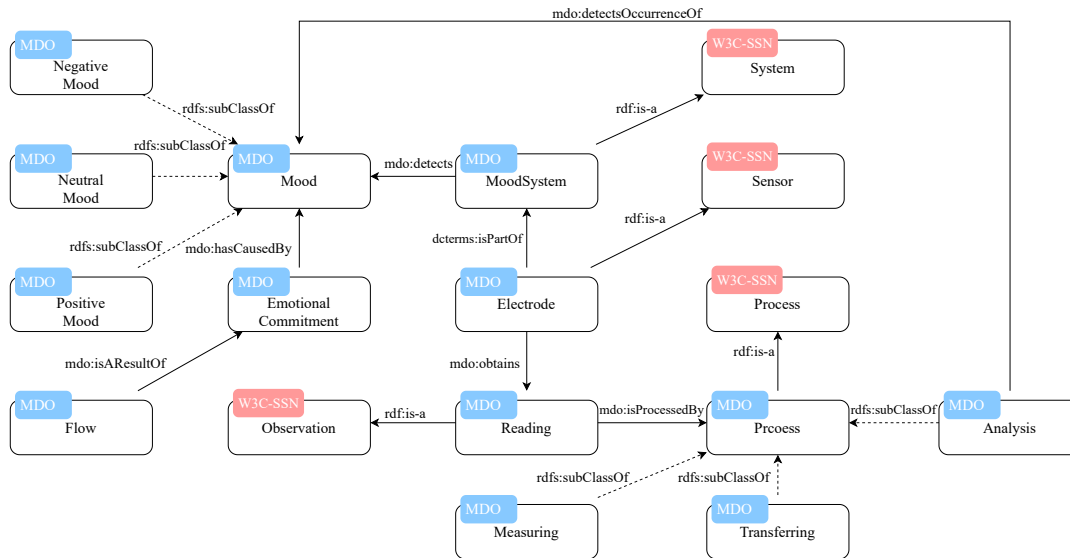 mdo:detectsOccurrenceOf
MDO
Negative
Mood
W3C-SSN
System
rdfs:subClassOf
rdf:is-a
rdfs:subClassOf
MDO
Neutral
Mood
MDO
Mood
mdo:detects
MDO
MoodSystem
W3C-SSN
Sensor
rdf:is-a
rdfs:subClassOf
mdo:hasCausedBy
dcterms:isPartOf
MDO
Positive
Mood
MDO
Emotional
Commitment
MDO
Electrode
W3C-SSN
Process
mdo:isAResultOf
mdo:obtains
rdf:is-a
MDO
Flow
W3C-SSN
Observation
rdf:is-a
MDO
Reading
mdo:isProcessedBy
MDO
Prcoess
rdfs:subClassOf
MDO
Analysis
rdfs:subClassOf
rdfs:subClassOf
MDO
Measuring
MDO
Transferring